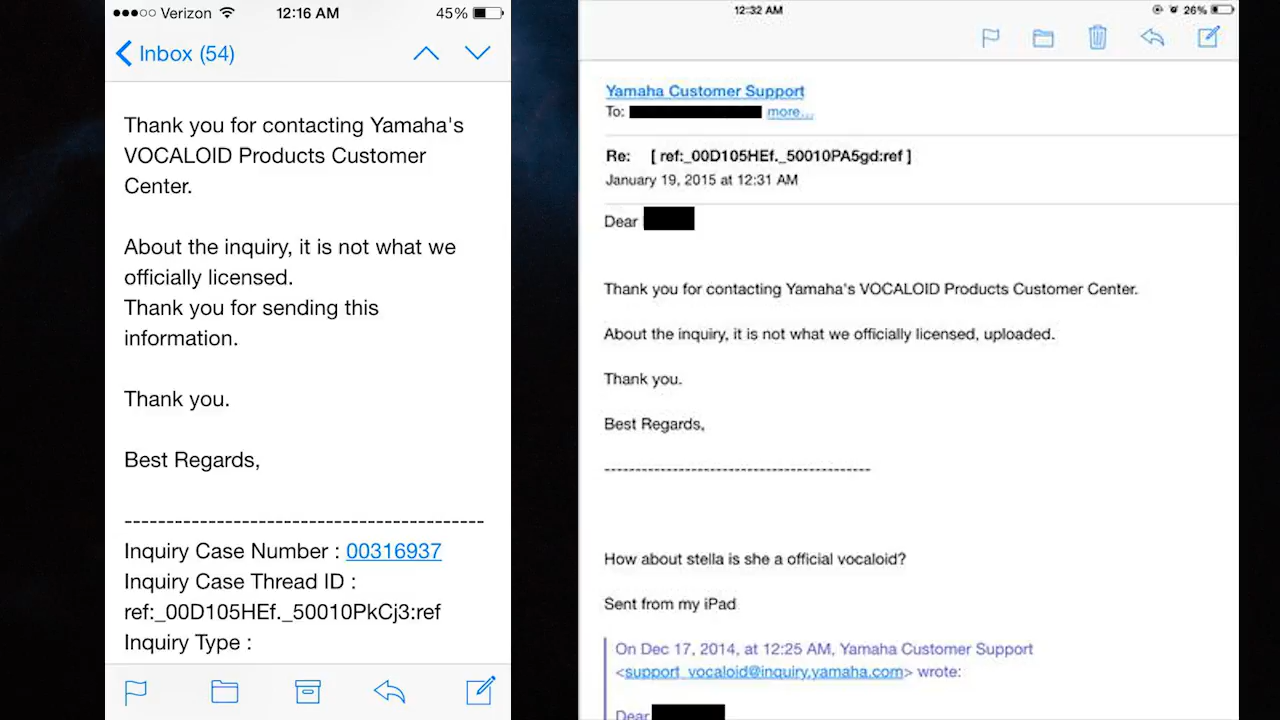 Verizon 12:16 AM 45%
Inbox (54)
Thank you for contacting Yamaha's
VOCALOID Products Customer
Center.
About the inquiry, it is not what we
officially licensed.
Thank you for sending this
information.
Thank you.
Best Regards,
-------------------------------------------
Inquiry Case Number : 00316937
Inquiry Case Thread ID :
ref:_00D105HEf._50010PkCj3:ref
Inquiry Type :
12:32 AM 26%
Yamaha Customer Support
To: more...
Re: [ ref:_00D105HEf._50010PA5gd:ref ]
January 19, 2015 at 12:31 AM
Dear
Thank you for contacting Yamaha's VOCALOID Products Customer Center.
About the inquiry, it is not what we officially licensed, uploaded.
Thank you.
Best Regards,
-------------------------------------------
How about stella is she a official vocaloid?
Sent from my iPad
On Dec 17, 2014, at 12:25 AM, Yamaha Customer Support
<support_vocaloid@inquiry.yamaha.com> wrote:
Dear